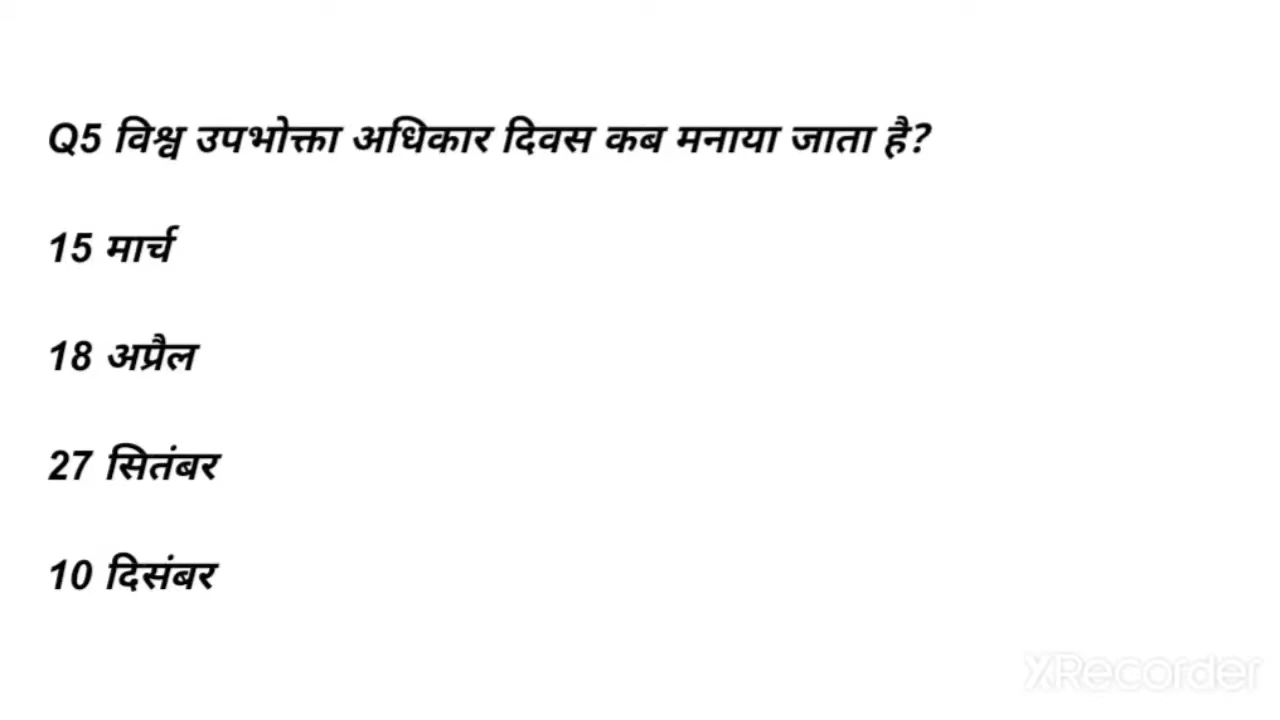 Q5 विश्व उपभोक्ता अधिकार दिवस कब मनाया जाता है?
15 मार्च
18 अप्रैल
27 सितंबर
10 दिसंबर
XRecorder